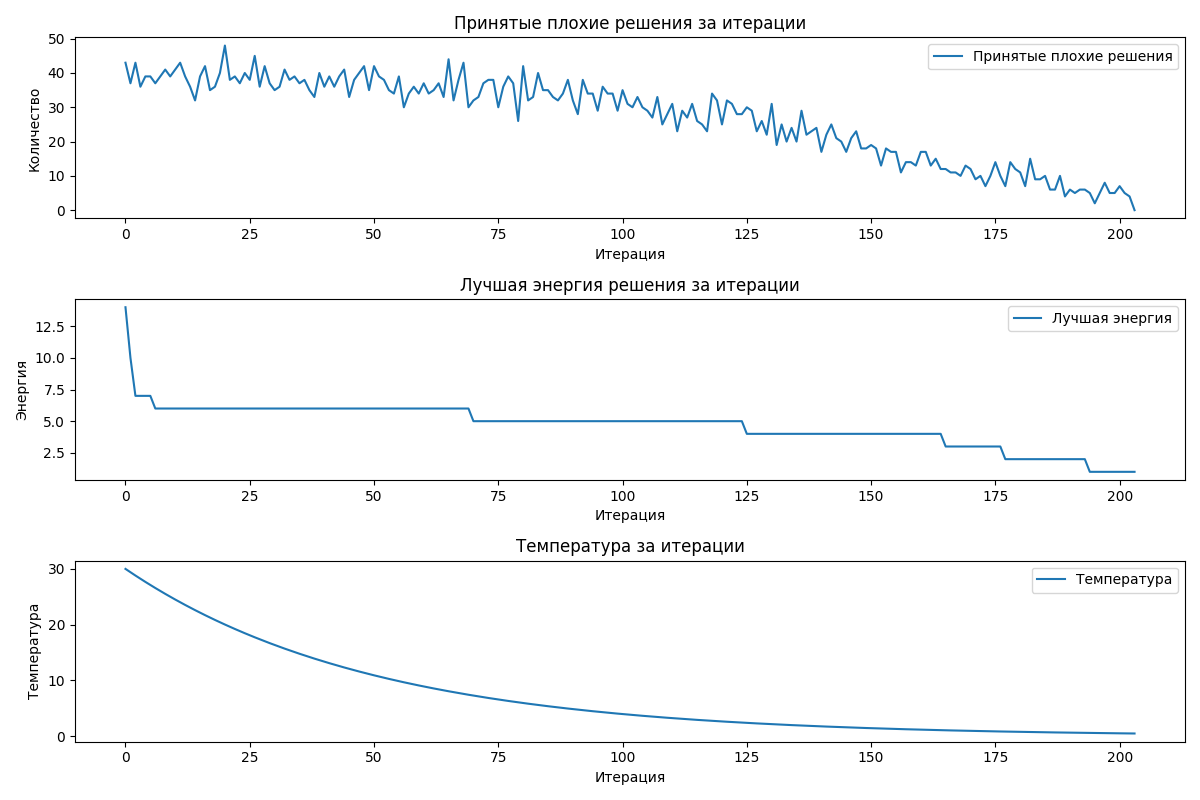 Принятые плохие решения за итерации
50
40
30
20
10
0
Количество
Принятые плохие решения
0 25 50 75 100 125 150 175 200
Итерация
Лучшая энергия решения за итерации
12.5
10.0
7.5
5.0
2.5
Энергия
Лучшая энергия
0 25 50 75 100 125 150 175 200
Итерация
Температура за итерации
30
20
10
0
Температура
Температура
0 25 50 75 100 125 150 175 200
Итерация